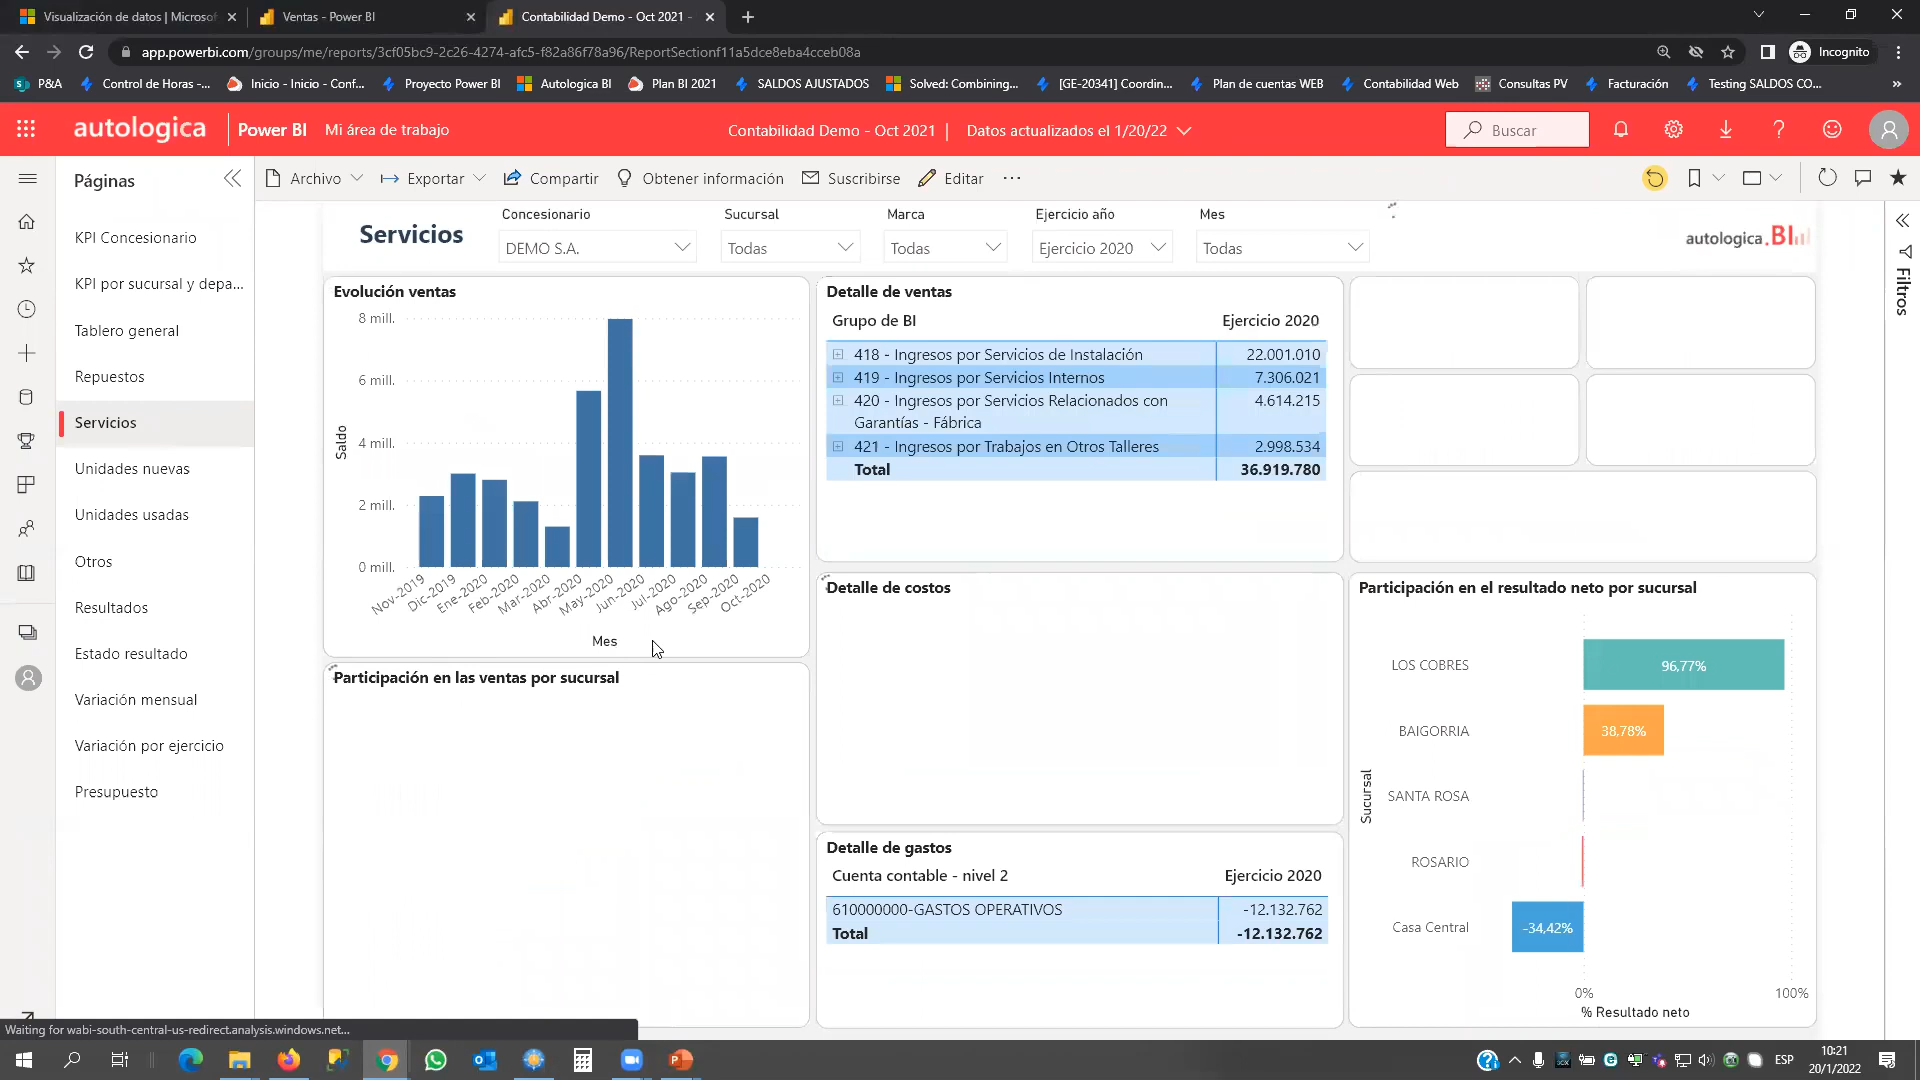 Visualización de datos | Microsof
Ventas - Power BI
Contabilidad Demo - Oct 2021 -
app.powerbi.com/groups/me/reports/3cf05bc9-2c26-4274-afc5-f82a86f78a96/ReportSectionf11a5dce8eba4cceb08a
Incognito
P&A
Control de Horas -...
Inicio - Inicio - Conf...
Proyecto Power BI
Autologica BI
Plan BI 2021
SALDOS AJUSTADOS
Solved: Combining...
[GE-20341] Coordin...
Plan de cuentas WEB
Contabilidad Web
Consultas PV
Facturación
Testing SALDOS CO...
autologica
Power BI
Mi área de trabajo
Contabilidad Demo - Oct 2021 |
Datos actualizados el 1/20/22
Buscar
Páginas
Archivo
Exportar
Compartir
Obtener información
Suscribirse
Editar
KPI Concesionario
KPI por sucursal y depa...
Tablero general
Repuestos
Servicios
Unidades nuevas
Unidades usadas
Otros
Resultados
Estado resultado
Variación mensual
Variación por ejercicio
Presupuesto
Servicios
Concesionario
DEMO S.A.
Sucursal
Todas
Marca
Todas
Ejercicio año
Ejercicio 2020
Mes
Todas
autologica.BI
Filtros
Evolución ventas
8 mill.
6 mill.
4 mill.
2 mill.
0 mill.
Saldo
Nov-2019
Dic-2019
Ene-2020
Feb-2020
Mar-2020
Abr-2020
May-2020
Jun-2020
Jul-2020
Ago-2020
Sep-2020
Oct-2020
Mes
Participación en las ventas por sucursal
Detalle de ventas
Grupo de BI Ejercicio 2020
418 - Ingresos por Servicios de Instalación 22.001.010
419 - Ingresos por Servicios Internos 7.306.021
420 - Ingresos por Servicios Relacionados con 4.614.215
Garantías - Fábrica
421 - Ingresos por Trabajos en Otros Talleres 2.998.534
Total 36.919.780
Detalle de costos
Detalle de gastos
Cuenta contable - nivel 2 Ejercicio 2020
610000000-GASTOS OPERATIVOS -12.132.762
Total -12.132.762
Participación en el resultado neto por sucursal
Sucursal
LOS COBRES 96,77%
BAIGORRIA 38,78%
SANTA ROSA
ROSARIO
Casa Central -34,42%
0% 100%
% Resultado neto
Waiting for wabi-south-central-us-redirect.analysis.windows.net...
ESP
10:21
20/1/2022